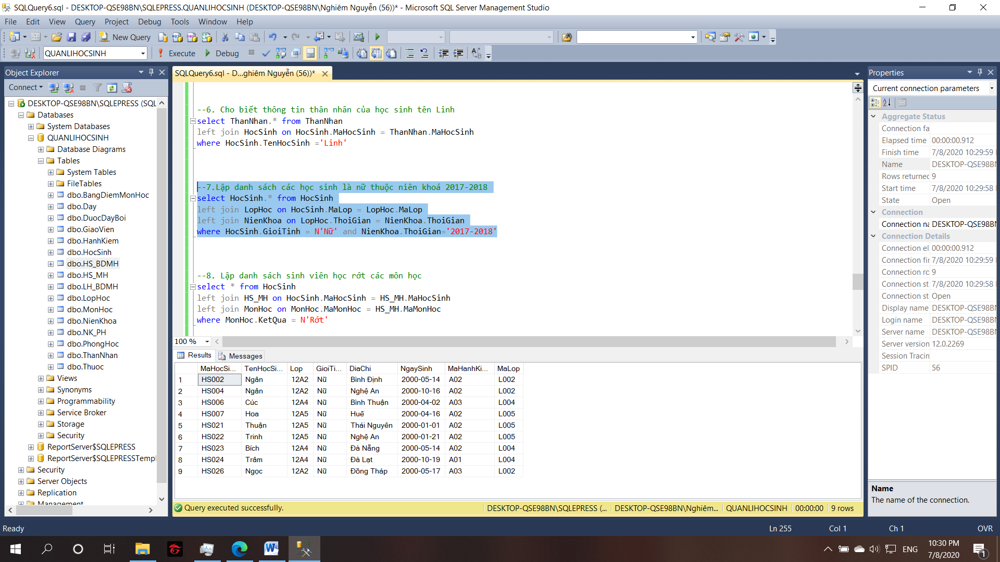 SQLQuery6.sql - DESKTOP-QSE98BN\SQLEPRESS.QUANLIHOCSINH (DESKTOP-QSE98BN\Nghiêm Nguyễn (56))* - Microsoft SQL Server Management Studio
File Edit View Query Project Debug Tools Window Help
New Query
QUANLIHOCSINH Execute Debug
Object Explorer
Connect
DESKTOP-QSE98BN\SQLEPRESS (SQL
Databases
System Databases
QUANLIHOCSINH
Database Diagrams
Tables
System Tables
FileTables
dbo.BangDiemMonHoc
dbo.Day
dbo.DuocDayBoi
dbo.GiaoVien
dbo.HanhKiem
dbo.HocSinh
dbo.HS_BDMH
dbo.HS_MH
dbo.LH_BDMH
dbo.LopHoc
dbo.MonHoc
dbo.NienKhoa
dbo.NK_PH
dbo.PhongHoc
dbo.ThanNhan
dbo.Thuoc
Views
Synonyms
Programmability
Service Broker
Storage
Security
ReportServer$SQLEPRESS
ReportServer$SQLEPRESSTempl
Security
Server Objects
Replication
Management
SQLQuery6.sql - D...ghiêm Nguyễn (56))*
--6. Cho biết thông tin thân nhân của học sinh tên Linh
select ThanNhan.* from ThanNhan
left join HocSinh on HocSinh.MaHocSinh = ThanNhan.MaHocSinh
where HocSinh.TenHocSinh ='Linh'
--7.Lập danh sách các học sinh là nữ thuộc niên khoá 2017-2018
select HocSinh.* from HocSinh
left join LopHoc on HocSinh.MaLop = LopHoc.MaLop
left join NienKhoa on LopHoc.ThoiGian = NienKhoa.ThoiGian
where HocSinh.GioiTinh = N'Nữ' and NienKhoa.ThoiGian='2017-2018'
--8. Lập danh sách sinh viên học rớt các môn học
select * from HocSinh
left join HS_MH on HocSinh.MaHocSinh = HS_MH.MaHocSinh
left join MonHoc on MonHoc.MaMonHoc = HS_MH.MaMonHoc
where MonHoc.KetQua = N'Rớt'
100 %
Results Messages
MaHocSi... TenHocSi... Lop GioiTi... DiaChi NgaySinh MaHanhKi... MaLop
1 HS002 Ngân 12A2 Nữ Bình Định 2000-05-14 A02 L002
2 HS004 Ngân 12A2 Nữ Nghệ An 2000-10-16 A02 L002
3 HS006 Cúc 12A4 Nữ Bình Thuận 2000-04-02 A03 L004
4 HS007 Hoa 12A5 Nữ Huế 2000-04-16 A02 L005
5 HS021 Thuận 12A5 Nữ Thái Nguyên 2000-01-01 A02 L005
6 HS022 Trinh 12A5 Nữ Nghệ An 2000-01-21 A02 L005
7 HS023 Bích 12A4 Nữ Đà Nẵng 2000-05-14 A02 L004
8 HS024 Trâm 12A4 Nữ Đà Lạt 2000-10-19 A01 L004
9 HS026 Ngọc 12A2 Nữ Đồng Tháp 2000-05-17 A03 L002
Query executed successfully. DESKTOP-QSE98BN\SQLEPRESS (... DESKTOP-QSE98BN\Nghiêm... QUANLIHOCSINH 00:00:00 9 rows
Properties
Current connection parameters
Aggregate Status
Connection fa
Elapsed time 00:00:00.912
Finish time 7/8/2020 10:29:59
Name DESKTOP-QSE98BN
Rows returned 9
Start time 7/8/2020 10:29:58
State Open
Connection
Connection na DESKTOP-QSE98BN
Connection Details
Connection el 00:00:00.912
Connection fin 7/8/2020 10:29:59
Connection ro 9
Connection st 7/8/2020 10:29:58
Connection st Open
Display name DESKTOP-QSE98BN
Login name DESKTOP-QSE98BN
Server name DESKTOP-QSE98BN
Server version 12.0.2269
Session Tracin
SPID 56
Name
The name of the connection.
Ready Ln 255 Col 1 Ch 1 OVR
ENG
10:30 PM
7/8/2020
1